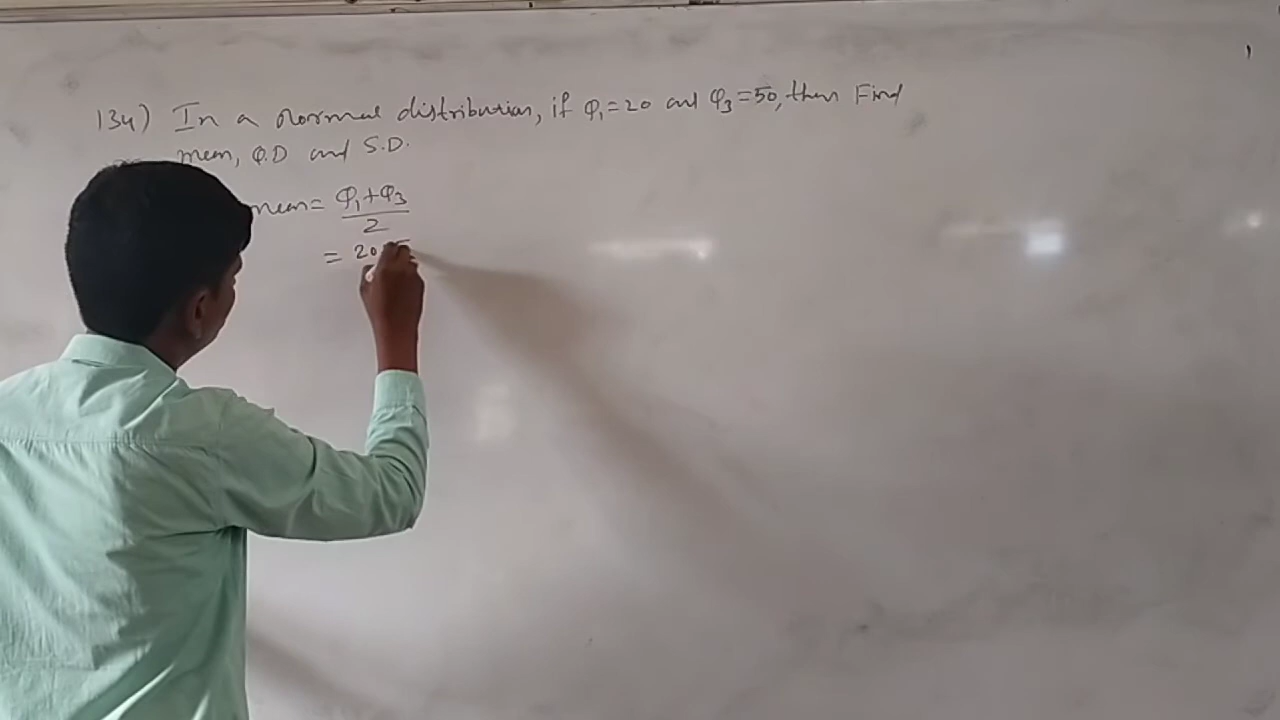 134) In a normal distribution, if Q₁=20 and Q₃=50, then Find
mean, Q.D and S.D.
mean= Q₁+Q₃
2
= 20